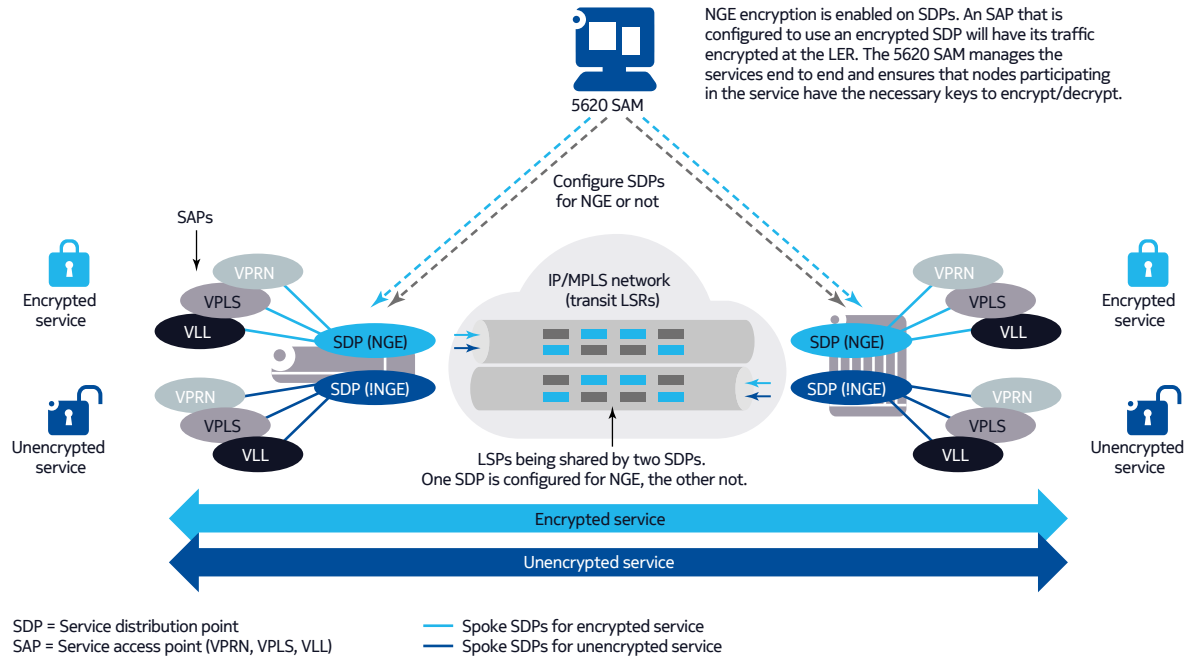 NGE encryption is enabled on SDPs. An SAP that is
configured to use an encrypted SDP will have its traffic
encrypted at the LER. The 5620 SAM manages the
services end to end and ensures that nodes participating
in the service have the necessary keys to encrypt/decrypt.
5620 SAM
Configure SDPs
for NGE or not
SAPs
VPRN
VPLS
VLL
Encrypted
service
SDP (NGE)
IP/MPLS network
(transit LSRs)
SDP (NGE)
VPRN
VPLS
VLL
Encrypted
service
SDP (!NGE)
VPRN
VPLS
VLL
Unencrypted
service
SDP (!NGE)
VPRN
VPLS
VLL
Unencrypted
service
LSPs being shared by two SDPs.
One SDP is configured for NGE, the other not.
Encrypted service
Unencrypted service
SDP = Service distribution point
SAP = Service access point (VPRN, VPLS, VLL)
Spoke SDPs for encrypted service
Spoke SDPs for unencrypted service